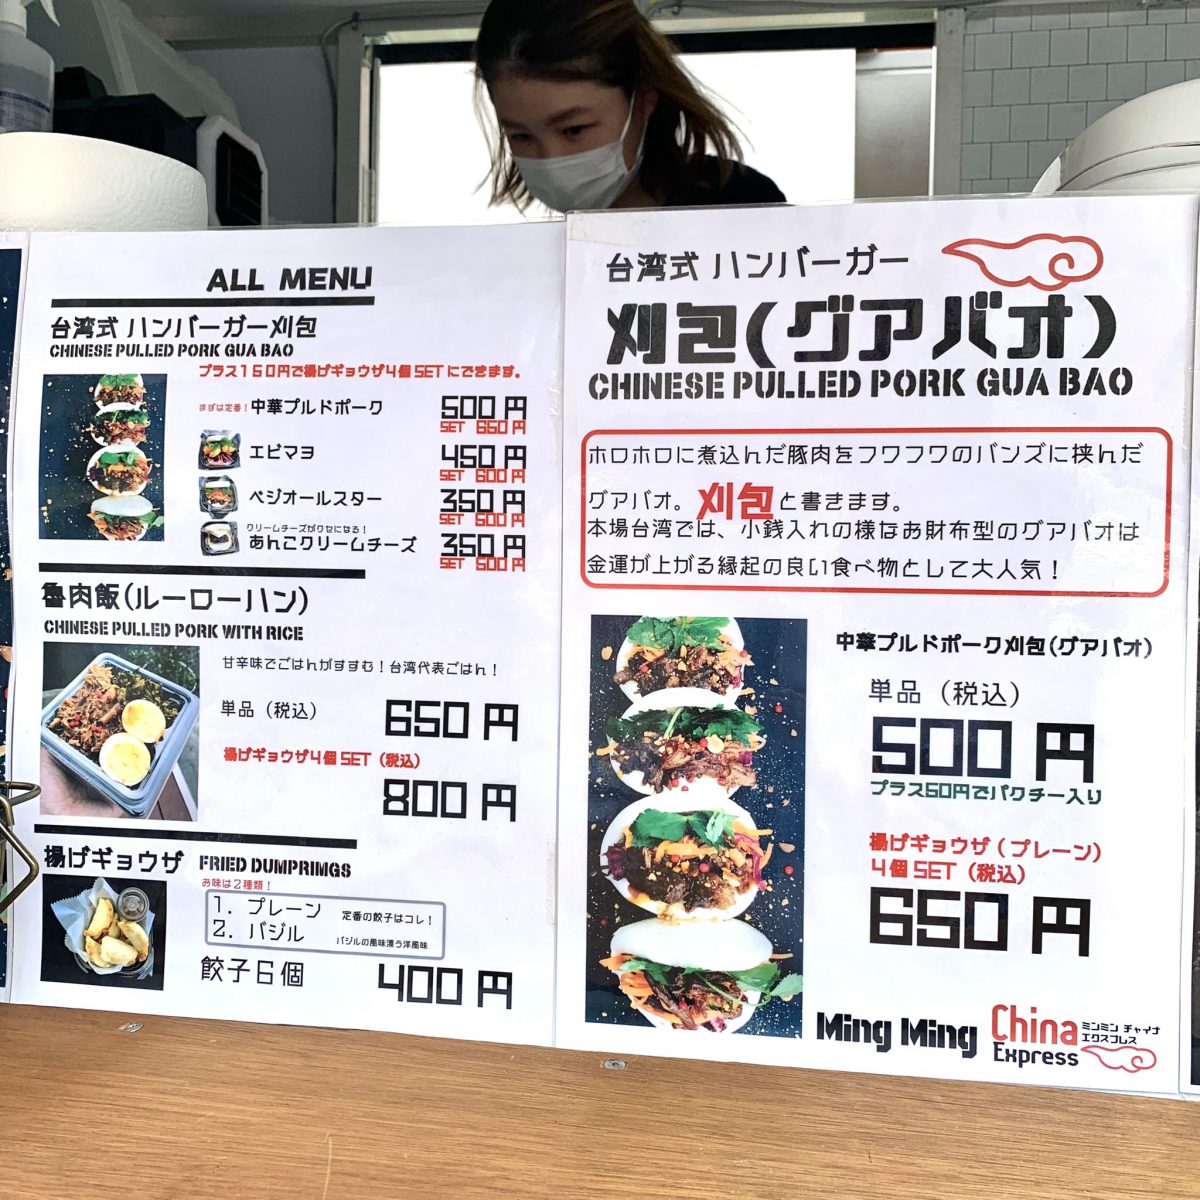 ALL MENU
台湾式 ハンバーガー刈包
CHINESE PULLED PORK GUA BAO
プラス150円で揚げギョウザ4個SETにできます。
まずは定番！ 中華プルドポーク 500円
SET 650円
エビマヨ 450円
SET 600円
ベジオールスター 350円
SET 500円
クリームチーズがクセになる！
あんこクリームチーズ 350円
SET 500円
魯肉飯(ルーローハン)
CHINESE PULLED PORK WITH RICE
甘辛味でごはんがすすむ！台湾代表ごはん！
単品（税込） 650円
揚げギョウザ4個SET（税込）
800円
揚げギョウザ FRIED DUMPRIMGS
お味は2種類！
1. プレーン 定番の餃子はコレ！
2. バジル バジルの風味漂う洋風味
餃子6個 400円
台湾式 ハンバーガー
刈包(グアバオ)
CHINESE PULLED PORK GUA BAO
ホロホロに煮込んだ豚肉をフワフワのバンズに挟んだ
グアバオ。刈包と書きます。
本場台湾では、小銭入れの様なお財布型のグアバオは
金運が上がる縁起の良い食べ物として大人気！
中華プルドポーク刈包(グアバオ)
単品（税込）
500円
プラス50円でパクチー入り
揚げギョウザ（プレーン）
4個SET（税込）
650円
Ming Ming China Express
ミンミン チャイナ
エクスプレス